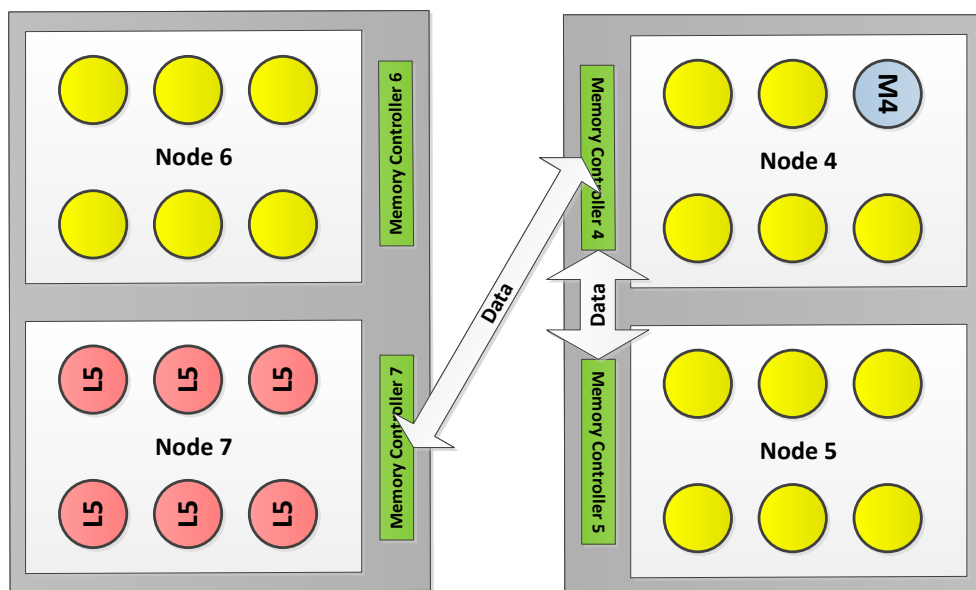 Node 6
Memory Controller 6
Memory Controller 4
M4
Node 4
Data
Data
L5
L5
L5
Node 7
L5
L5
L5
Memory Controller 7
Memory Controller 5
Node 5